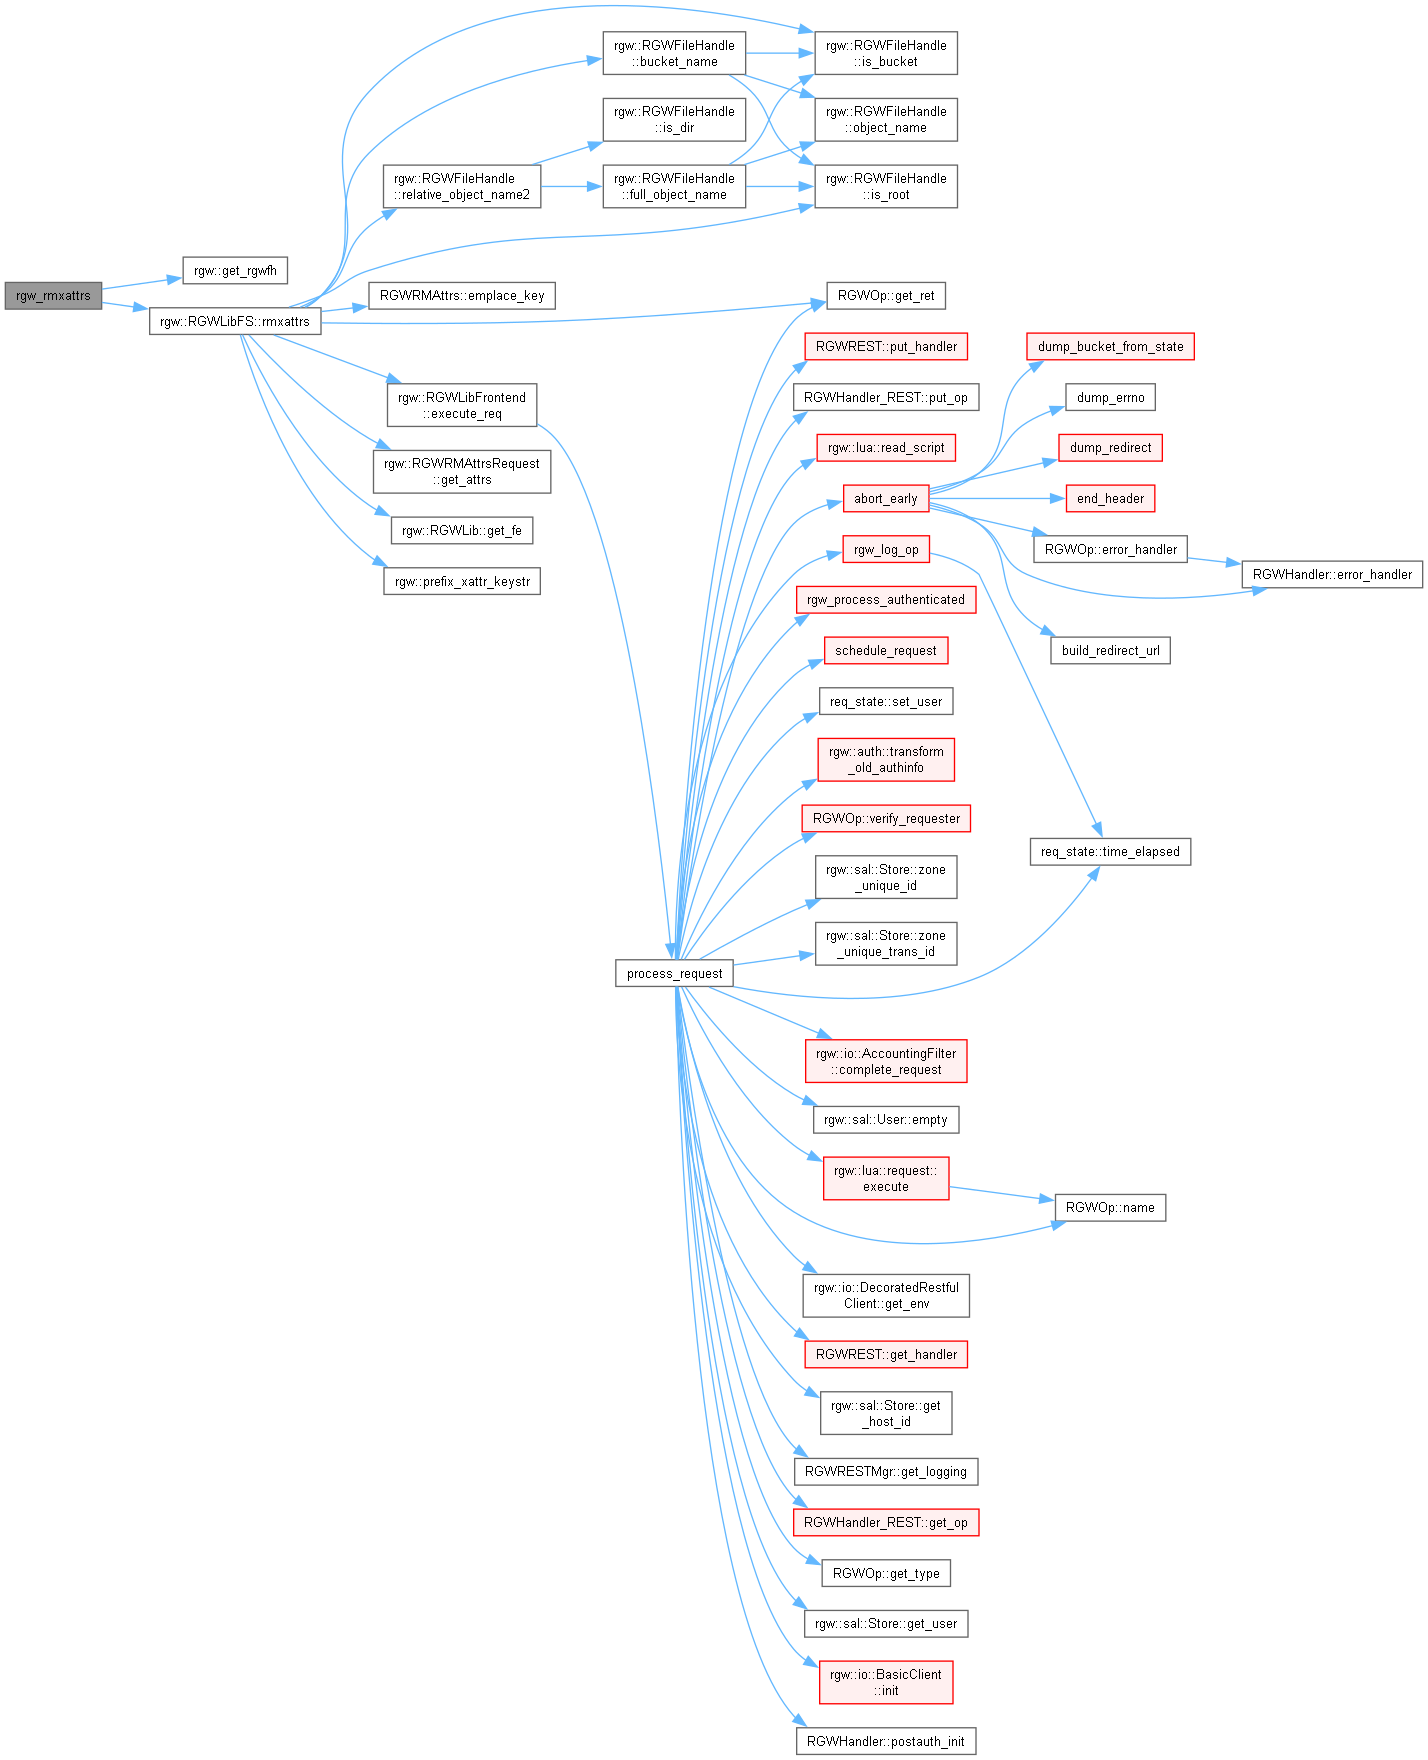 rgw_rmxattrs
rgw::get_rgwfh
rgw::RGWLibFS::rmxattrs
rgw::RGWFileHandle
::relative_object_name2
RGWRMAttrs::emplace_key
rgw::RGWLibFrontend
::execute_req
rgw::RGWRMAttrsRequest
::get_attrs
rgw::RGWLib::get_fe
rgw::prefix_xattr_keystr
rgw::RGWFileHandle
::bucket_name
rgw::RGWFileHandle
::is_dir
rgw::RGWFileHandle
::full_object_name
process_request
rgw::RGWFileHandle
::is_bucket
rgw::RGWFileHandle
::object_name
rgw::RGWFileHandle
::is_root
RGWOp::get_ret
RGWREST::put_handler
RGWHandler_REST::put_op
rgw::lua::read_script
abort_early
rgw_log_op
rgw_process_authenticated
schedule_request
req_state::set_user
rgw::auth::transform
_old_authinfo
RGWOp::verify_requester
rgw::sal::Store::zone
_unique_id
rgw::sal::Store::zone
_unique_trans_id
rgw::io::AccountingFilter
::complete_request
rgw::sal::User::empty
rgw::lua::request::
execute
rgw::io::DecoratedRestful
Client::get_env
RGWREST::get_handler
rgw::sal::Store::get
_host_id
RGWRESTMgr::get_logging
RGWHandler_REST::get_op
RGWOp::get_type
rgw::sal::Store::get_user
rgw::io::BasicClient
::init
RGWHandler::postauth_init
dump_bucket_from_state
dump_errno
dump_redirect
end_header
RGWOp::error_handler
build_redirect_url
req_state::time_elapsed
RGWOp::name
RGWHandler::error_handler